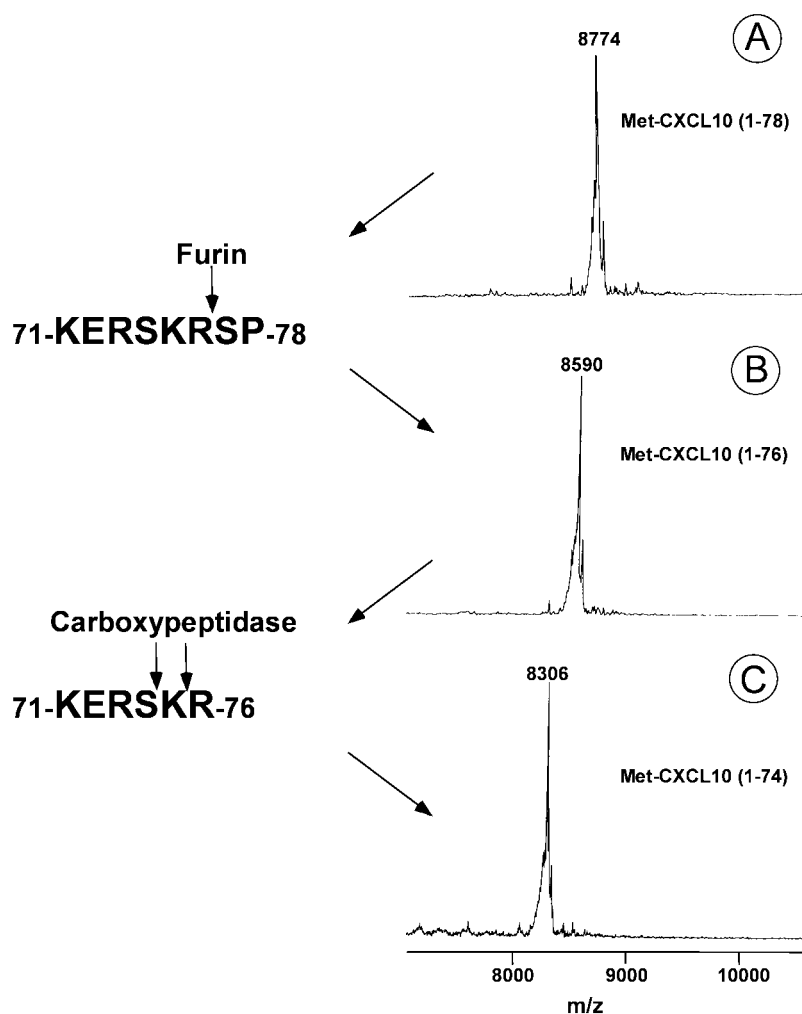 A
8774
Met-CXCL10 (1-78)
Furin
71-KERSKRSP-78
B
8590
Met-CXCL10 (1-76)
Carboxypeptidase
71-KERSKR-76
C
8306
Met-CXCL10 (1-74)
8000 9000 10000
m/z